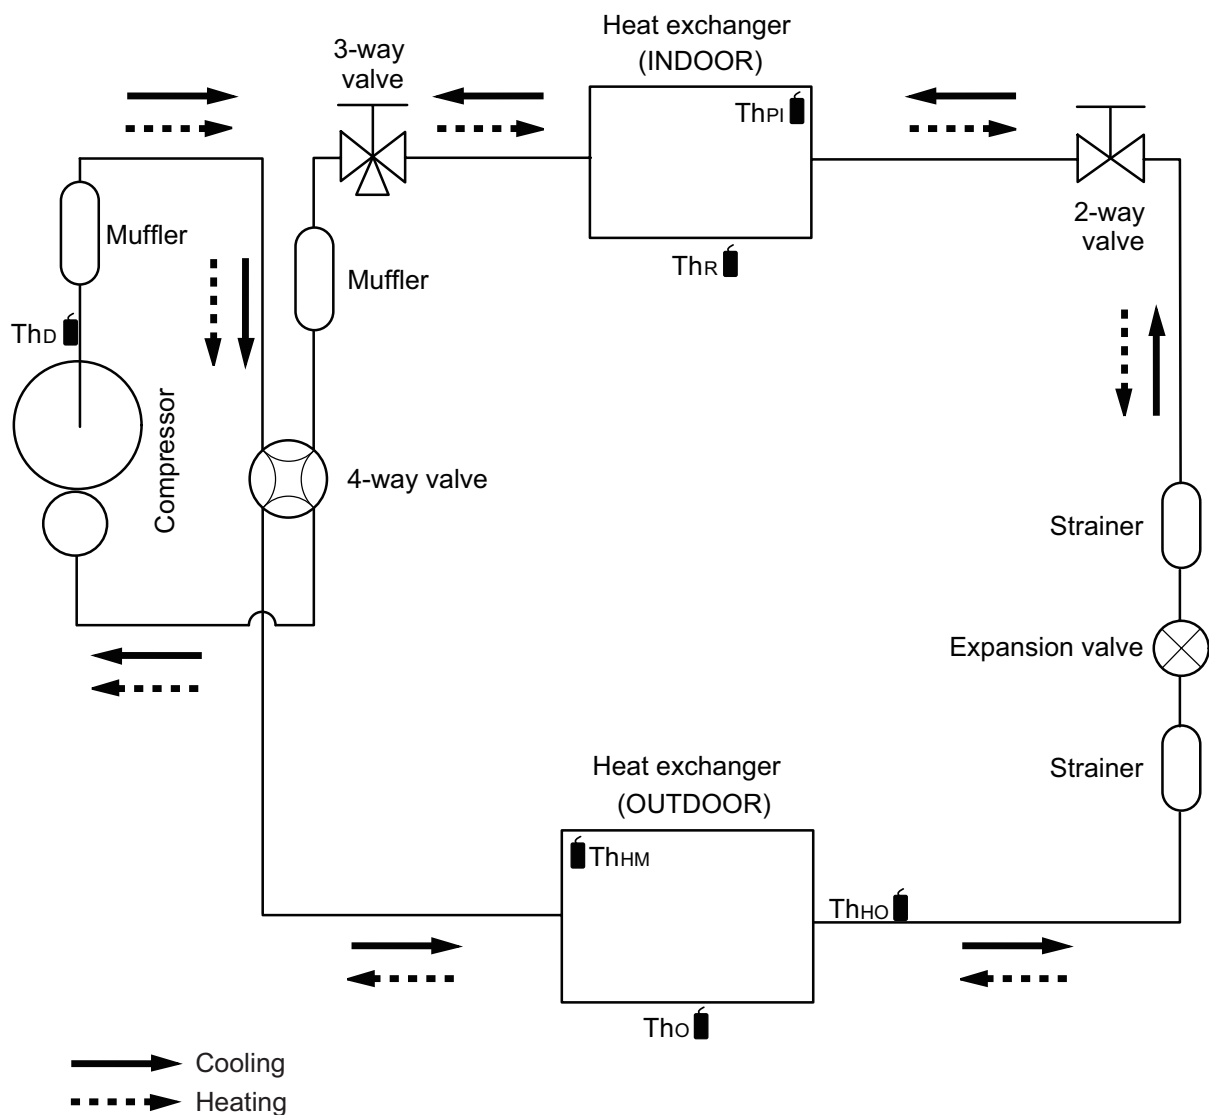 Heat exchanger
(INDOOR)
3-way
valve
ThPI
Muffler
2-way
valve
ThR
Muffler
ThD
Compressor
4-way valve
Strainer
Expansion valve
Strainer
Heat exchanger
(OUTDOOR)
ThHM
ThHO
ThO
Cooling
Heating